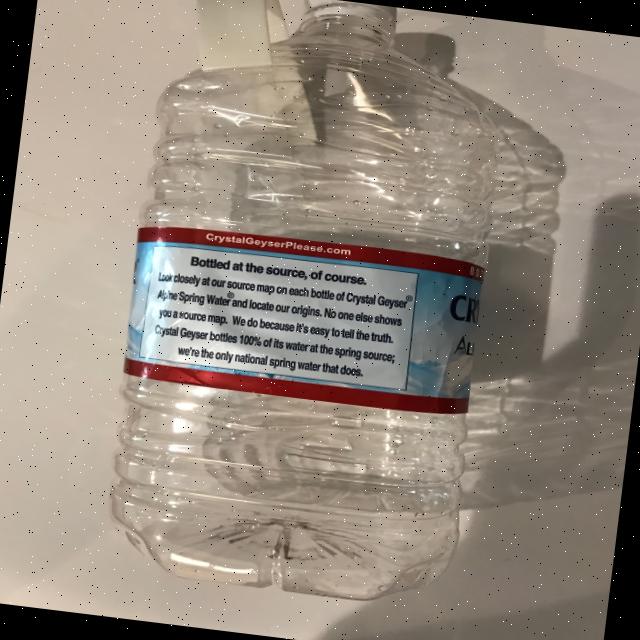 CrystalGeyserPlease.com
Bottled at the source, of course.
Look closely at our source map on each bottle of Crystal Geyser®
Alpine Spring Water® and locate our origins. No one else shows
you a source map. We do because it's easy to tell the truth.
Crystal Geyser bottles 100% of its water at the spring source;
we're the only national spring water that does.
CR